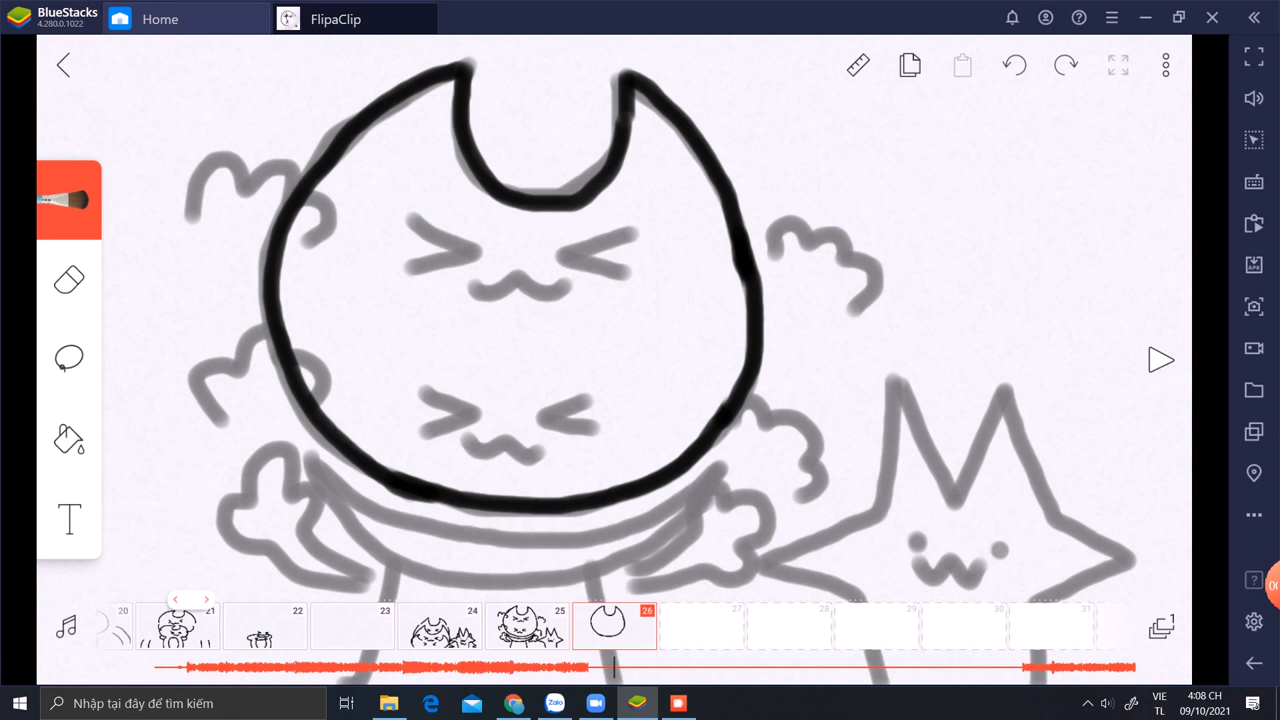 BlueStacks
4.280.0.1022
Home
FlipaClip
T
20
21
22
23
24
25
26
27
28
29
30
31
1
Nhập tại đây để tìm kiếm
Zalo
VIE
TL
4:08 CH
09/10/2021